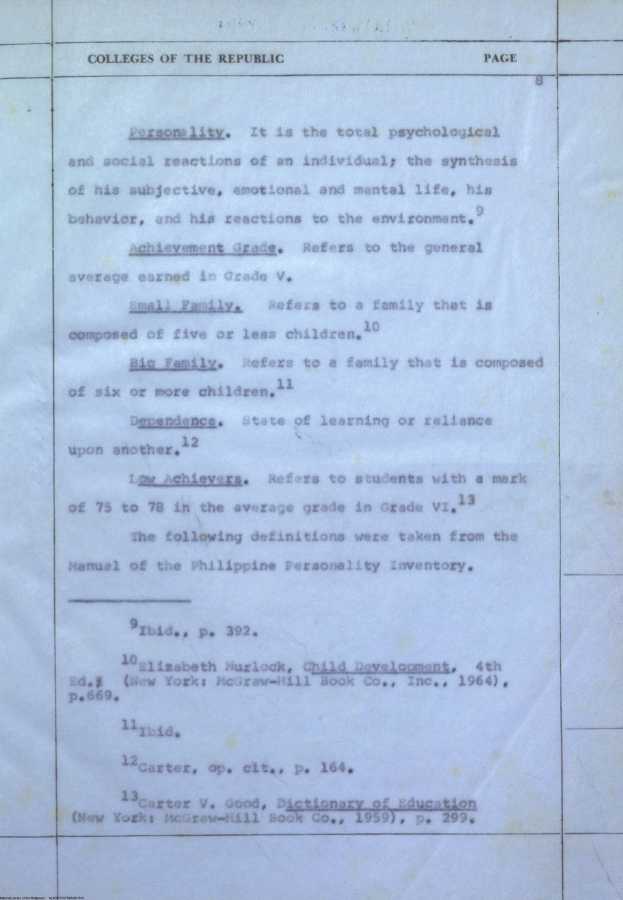 COLLEGES OF THE REPUBLIC PAGE
8
Personality. It is the total psychological
and social reactions of an individual; the synthesis
of his subjective, emotional and mental life, his
behavior, and his reactions to the environment.9
Achievement Grade. Refers to the general
average earned in Grade V.
Small Family. Refers to a family that is
composed of five or less children.10
Big Family. Refers to a family that is composed
of six or more children.11
Dependence. State of learning or reliance
upon another.12
Low Achievers. Refers to students with a mark
of 75 to 78 in the average grade in Grade VI.13
The following definitions were taken from the
Manual of the Philippine Personality Inventory.
9Ibid., p. 392.
10Elizabeth Hurlock, Child Development, 4th
Ed.; (New York: McGraw-Hill Book Co., Inc., 1964),
p.669.
11Ibid.
12Carter, op. cit., p. 164.
13Carter V. Good, Dictionary of Education
(New York: McGraw-Hill Book Co., 1959), p. 299.